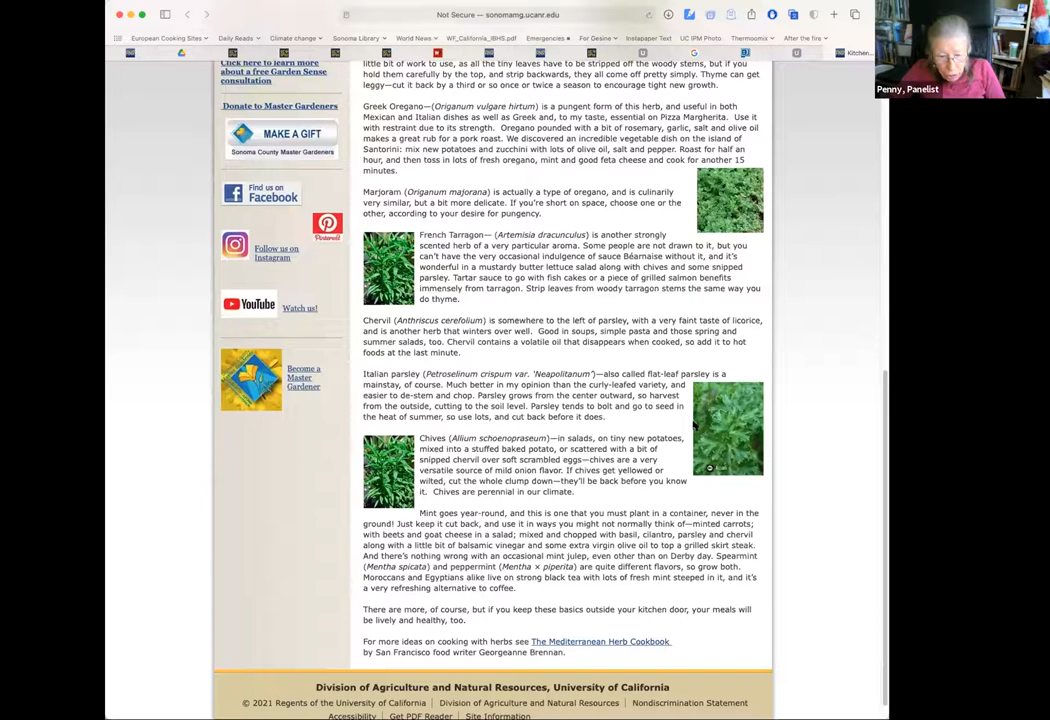 Not Secure — sonomamg.ucanr.edu
European Cooking Sites
Daily Reads
Climate change
Sonoma Library
World News
WF_California_IBHS.pdf
Emergencies
For Gesine
Instapaper Text
UC IPM Photo
Thermoomix
After the fire
Kitchen...
Penny, Panelist
Click here to learn
more about a free Garden Sense
consultation
Donate to Master Gardeners
MAKE A GIFT
Sonoma County Master Gardeners
Find us on
Facebook
Pinterest
Follow us on
Instagram
YouTube
Watch us!
Become a
Master
Gardener
little bit of work to use, as all the tiny leaves have to be stripped off the woody stems, but if you
hold them carefully by the top, and strip backwards, they all come off pretty simply. Thyme can get
leggy—cut it back by a third or so once or twice a season to encourage tight new growth.
Greek Oregano—(Origanum vulgare hirtum) is a pungent form of this herb, and useful in both
Mexican and Italian dishes as well as Greek and, to my taste, essential on Pizza Margherita. Use it
with restraint due to its strength. Oregano pounded with a bit of rosemary, garlic, salt and olive oil
makes a great rub for a pork roast. We discovered an incredible vegetable dish on the island of
Santorini: mix new potatoes and zucchini with lots of olive oil, salt and pepper. Roast for half an
hour, and then toss in lots of fresh oregano, mint and good feta cheese and cook for another 15
minutes.
Marjoram (Origanum majorana) is actually a type of oregano, and is culinarily
very similar, but a bit more delicate. If you're short on space, choose one or the
other, according to your desire for pungency.
French Tarragon— (Artemisia dracunculus) is another strongly
scented herb of a very particular aroma. Some people are not drawn to it, but you
can't have the very occasional indulgence of sauce Béarnaise without it, and it's
wonderful in a mustardy butter lettuce salad along with chives and some snipped
parsley. Tartar sauce to go with fish cakes or a piece of grilled salmon benefits
immensely from tarragon. Strip leaves from woody tarragon stems the same way you
do thyme.
Chervil (Anthriscus cerefolium) is somewhere to the left of parsley, with a very faint taste of licorice,
and is another herb that winters over well. Good in soups, simple pasta and those spring and
summer salads, too. Chervil contains a volatile oil that disappears when cooked, so add it to hot
foods at the last minute.
Italian parsley (Petroselinum crispum var. 'Neapolitanum')—also called flat-leaf parsley is a
mainstay, of course. Much better in my opinion than the curly-leafed variety, and
easier to de-stem and chop. Parsley grows from the center outward, so harvest
from the outside, cutting to the soil level. Parsley tends to bolt and go to seed in
the heat of summer, so use lots, and cut back before it does.
Chives (Allium schoenopraseum)—in salads, on tiny new potatoes,
mixed into a stuffed baked potato, or scattered with a bit of
snipped chervil over soft scrambled eggs—chives are a very
versatile source of mild onion flavor. If chives get yellowed or
wilted, cut the whole clump down—they'll be back before you know
it. Chives are perennial in our climate.
Mint goes year-round, and this is one that you must plant in a container, never in the
ground! Just keep it cut back, and use it in ways you might not normally think of—minted carrots;
with beets and goat cheese in a salad; mixed and chopped with basil, cilantro, parsley and chervil
along with a little bit of balsamic vinegar and some extra virgin olive oil to top a grilled skirt steak.
And there's nothing wrong with an occasional mint julep, even other than on Derby day. Spearmint
(Mentha spicata) and peppermint (Mentha × piperita) are quite different flavors, so grow both.
Moroccans and Egyptians alike live on strong black tea with lots of fresh mint steeped in it, and it's
a very refreshing alternative to coffee.
There are more, of course, but if you keep these basics outside your kitchen door, your meals will
be lively and healthy, too.
For more ideas on cooking with herbs see The Mediterranean Herb Cookbook
by San Francisco food writer Georgeanne Brennan.
Division of Agriculture and Natural Resources, University of California
© 2021 Regents of the University of California
Division of Agriculture and Natural Resources
Nondiscrimination Statement
Accessibility
Get PDF Reader
Site Information